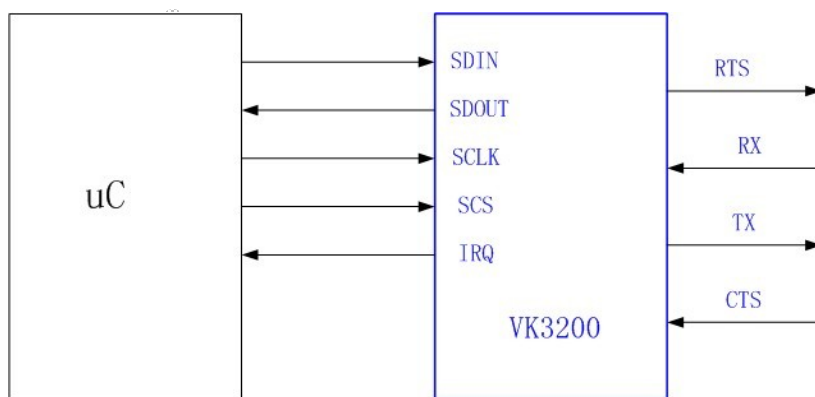 SDIN
RTS
SDOUT
SCLK
RX
uC
SCS
TX
IRQ
CTS
VK3200